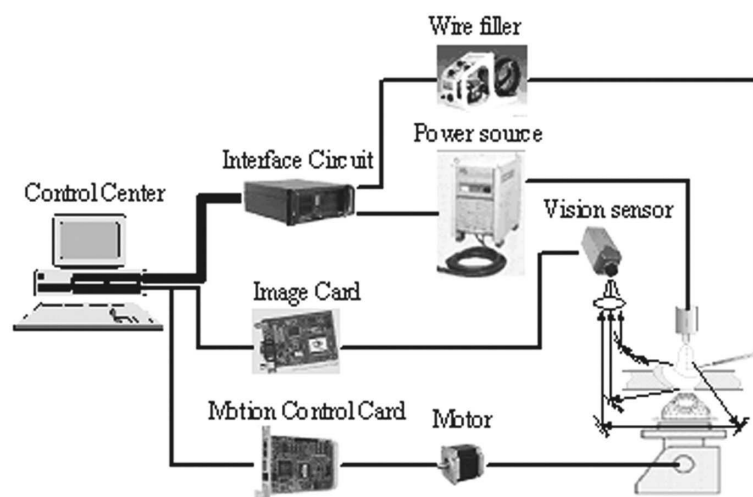 Wire filler
Power source
Interface Circuit
Control Center
Vision sensor
Image Card
Motion Control Card
Motor